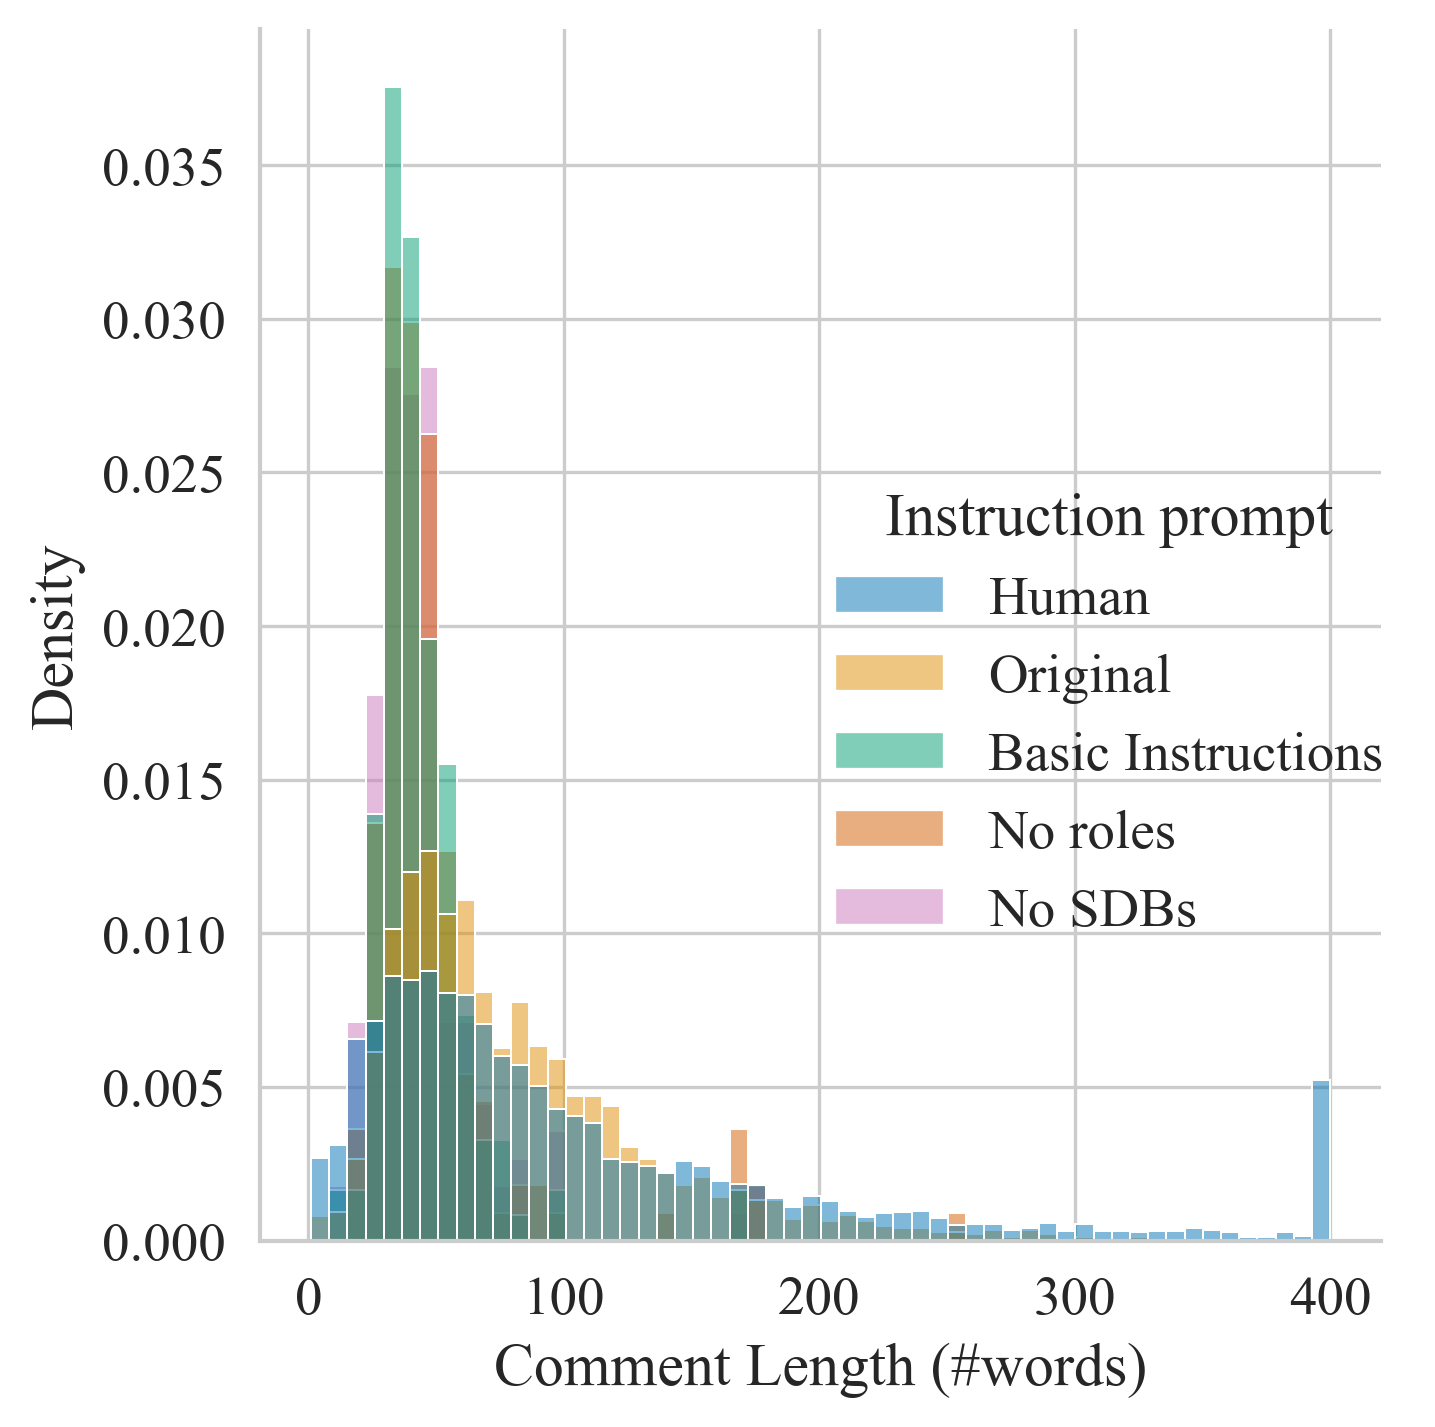 0.035
0.030
0.025
0.020
0.015
0.010
0.005
0.000
Density
Instruction prompt
Human
Original
Basic Instructions
No roles
No SDBs
0 100 200 300 400
Comment Length (#words)